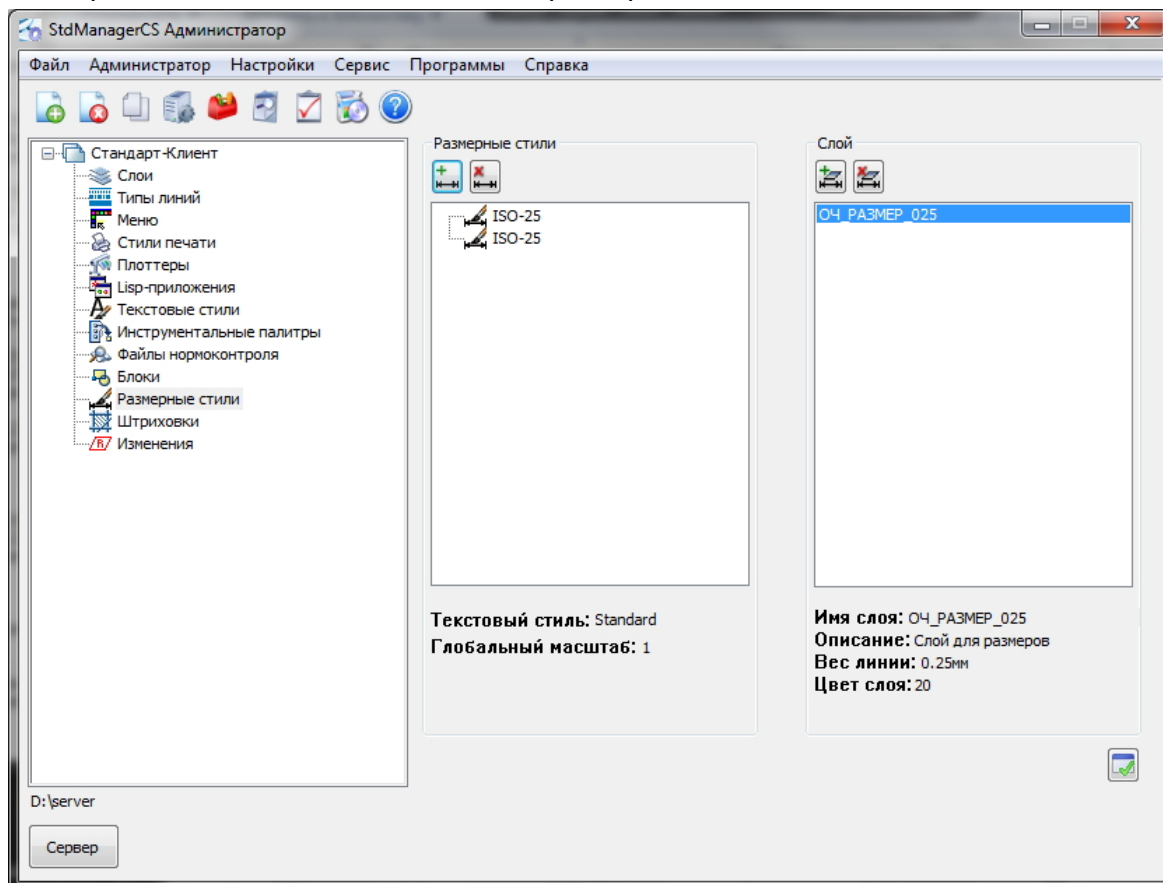 StdManagerCS Администратор
Файл Администратор Настройки Сервис Программы Справка
Стандарт-Клиент
Слои
Типы линий
Меню
Стили печати
Плоттеры
Lisp-приложения
Текстовые стили
Инструментальные палитры
Файлы нормоконтроля
Блоки
Размерные стили
Штриховки
Изменения
D:\server
Сервер
Размерные стили
ISO-25
ISO-25
Текстовый стиль: Standard
Глобальный масштаб: 1
Слой
ОЧ_РАЗМЕР_025
Имя слоя: ОЧ_РАЗМЕР_025
Описание: Слой для размеров
Вес линии: 0.25мм
Цвет слоя: 20